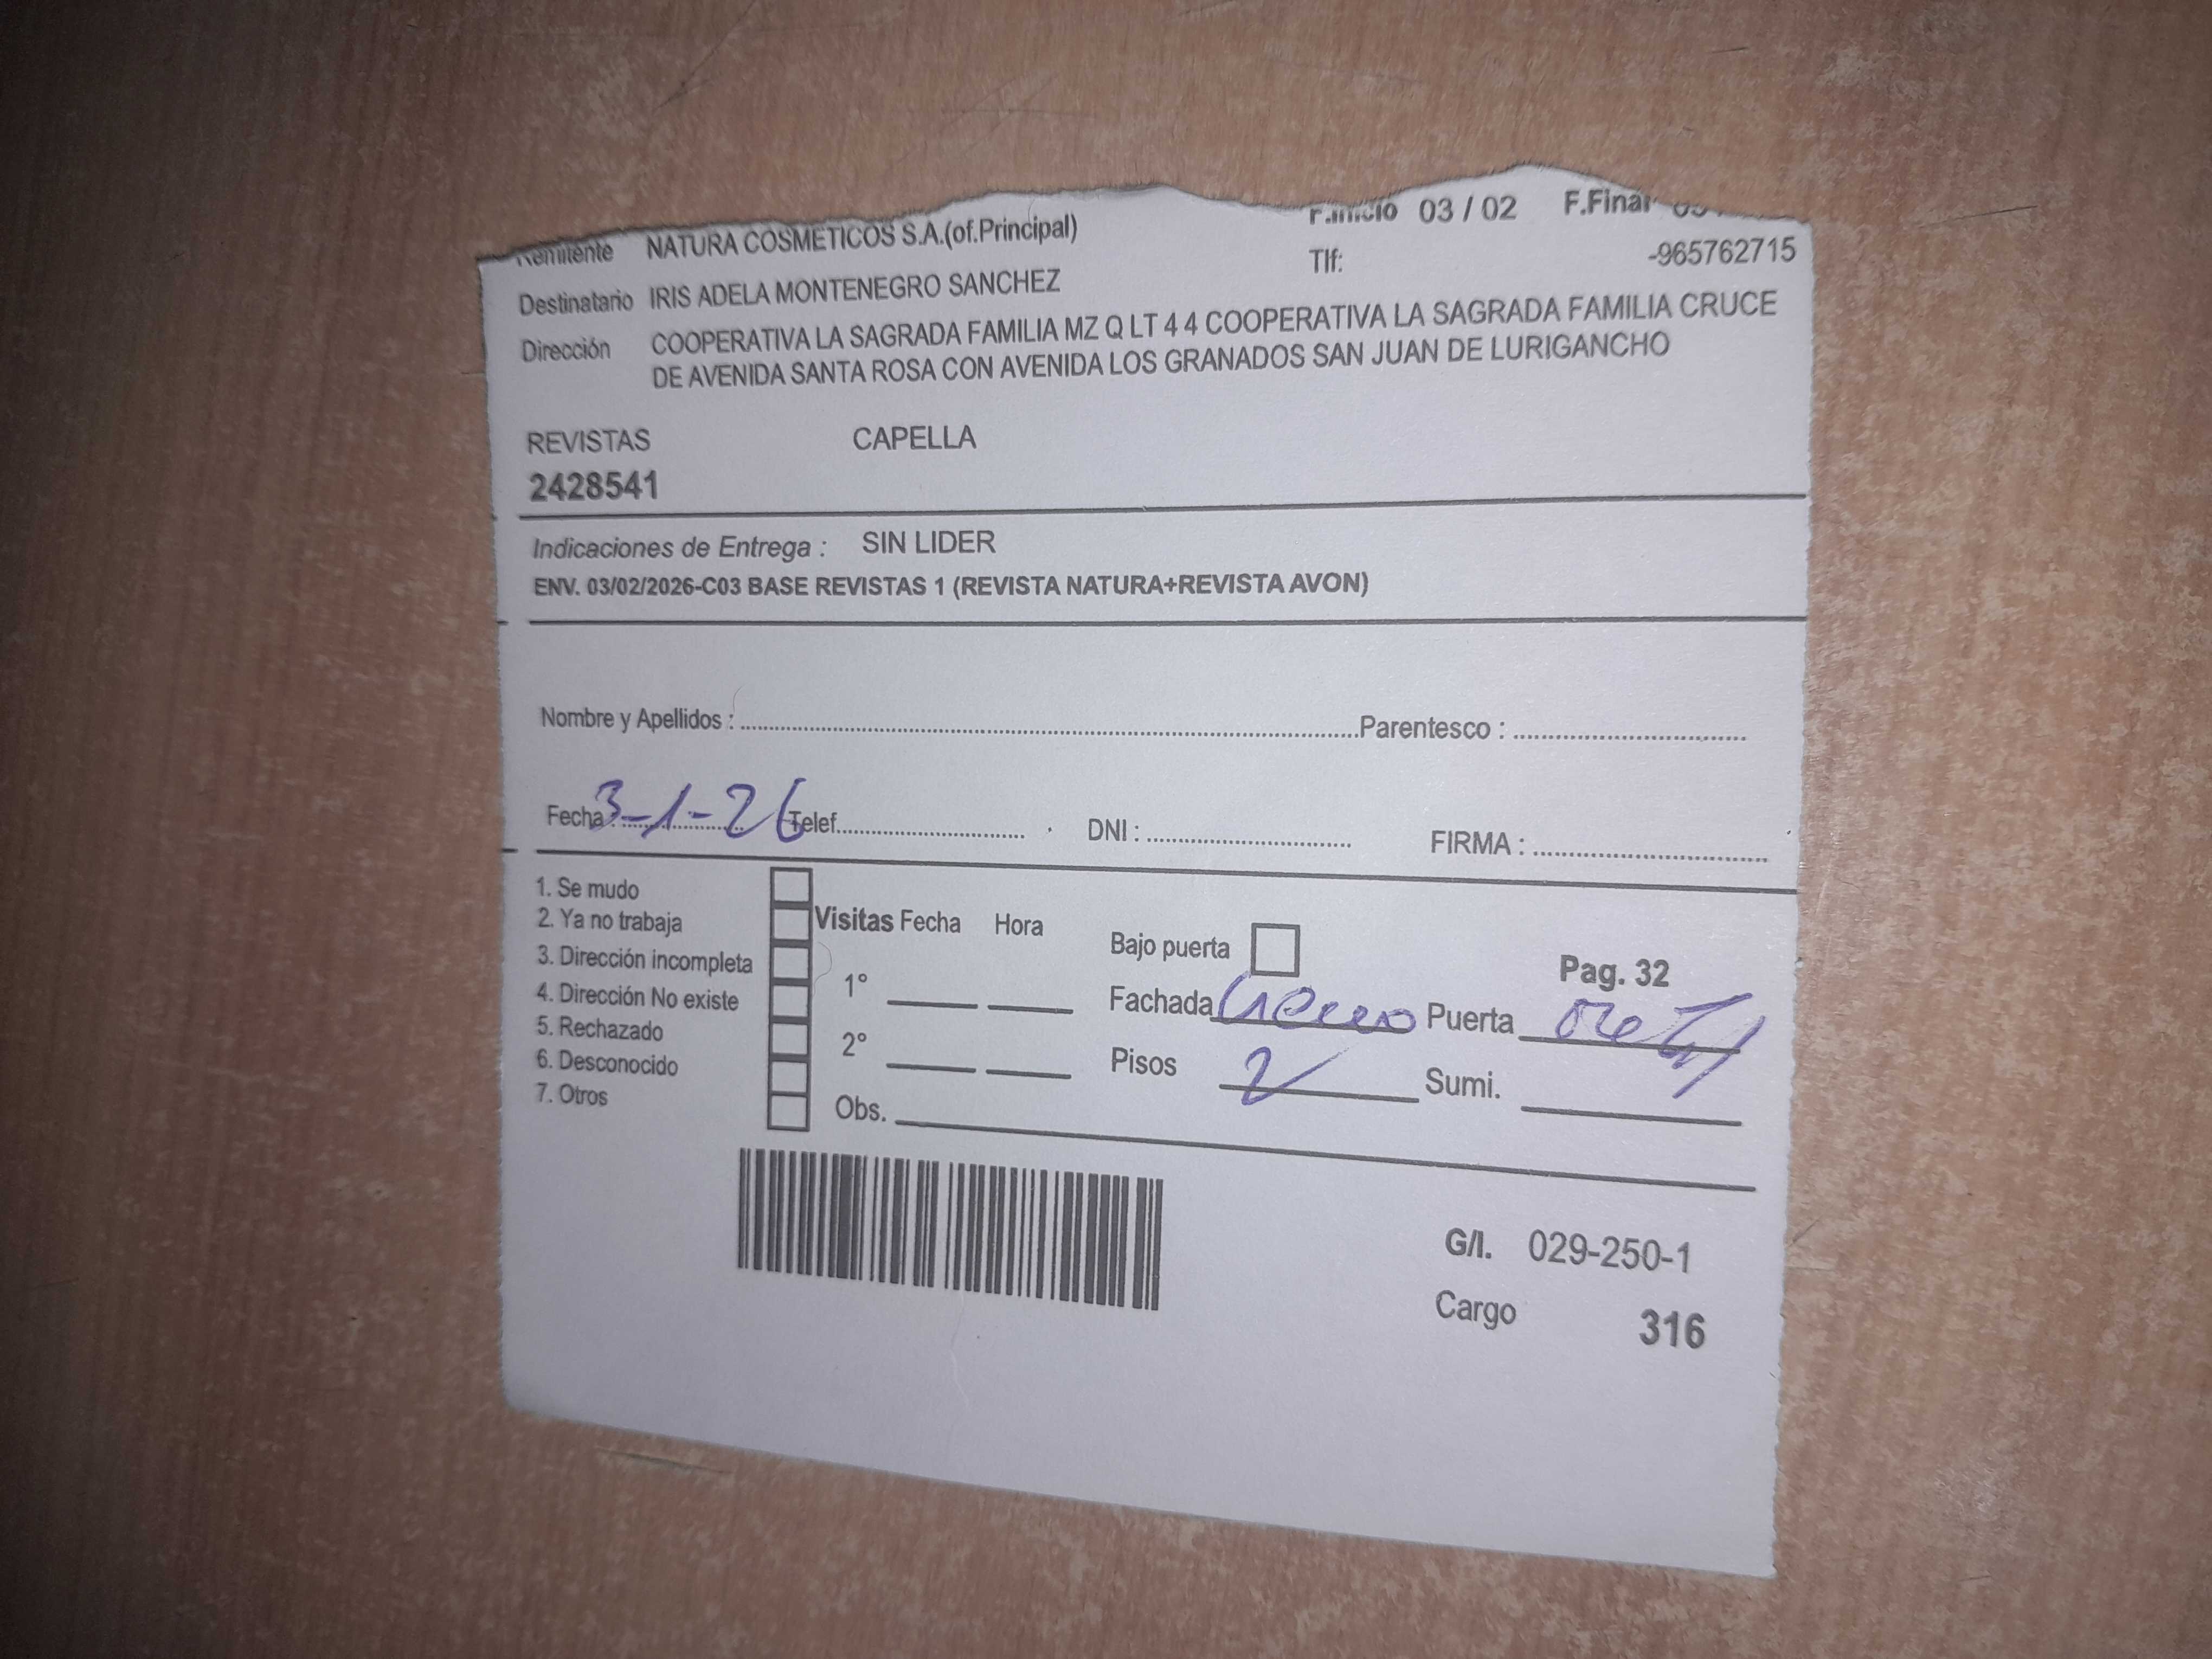 Remitente NATURA COSMETICOS S.A.(of.Principal) F.Inicio 03 / 02 F.Final
Tlf: -965762715
Destinatario IRIS ADELA MONTENEGRO SANCHEZ
Dirección COOPERATIVA LA SAGRADA FAMILIA MZ Q LT 4 4 COOPERATIVA LA SAGRADA FAMILIA CRUCE
DE AVENIDA SANTA ROSA CON AVENIDA LOS GRANADOS SAN JUAN DE LURIGANCHO
REVISTAS CAPELLA
2428541
Indicaciones de Entrega : SIN LIDER
ENV. 03/02/2026-C03 BASE REVISTAS 1 (REVISTA NATURA+REVISTA AVON)
Nombre y Apellidos : Parentesco :
Fecha : 3-1-26 Telef. DNI : FIRMA :
1. Se mudo
2. Ya no trabaja
3. Dirección incompleta
4. Dirección No existe
5. Rechazado
6. Desconocido
7. Otros
Visitas Fecha Hora
1°
2°
Obs.
Bajo puerta
Fachada Puerta
Pisos 2 Sumi.
Pag. 32
G/I. 029-250-1
Cargo 316